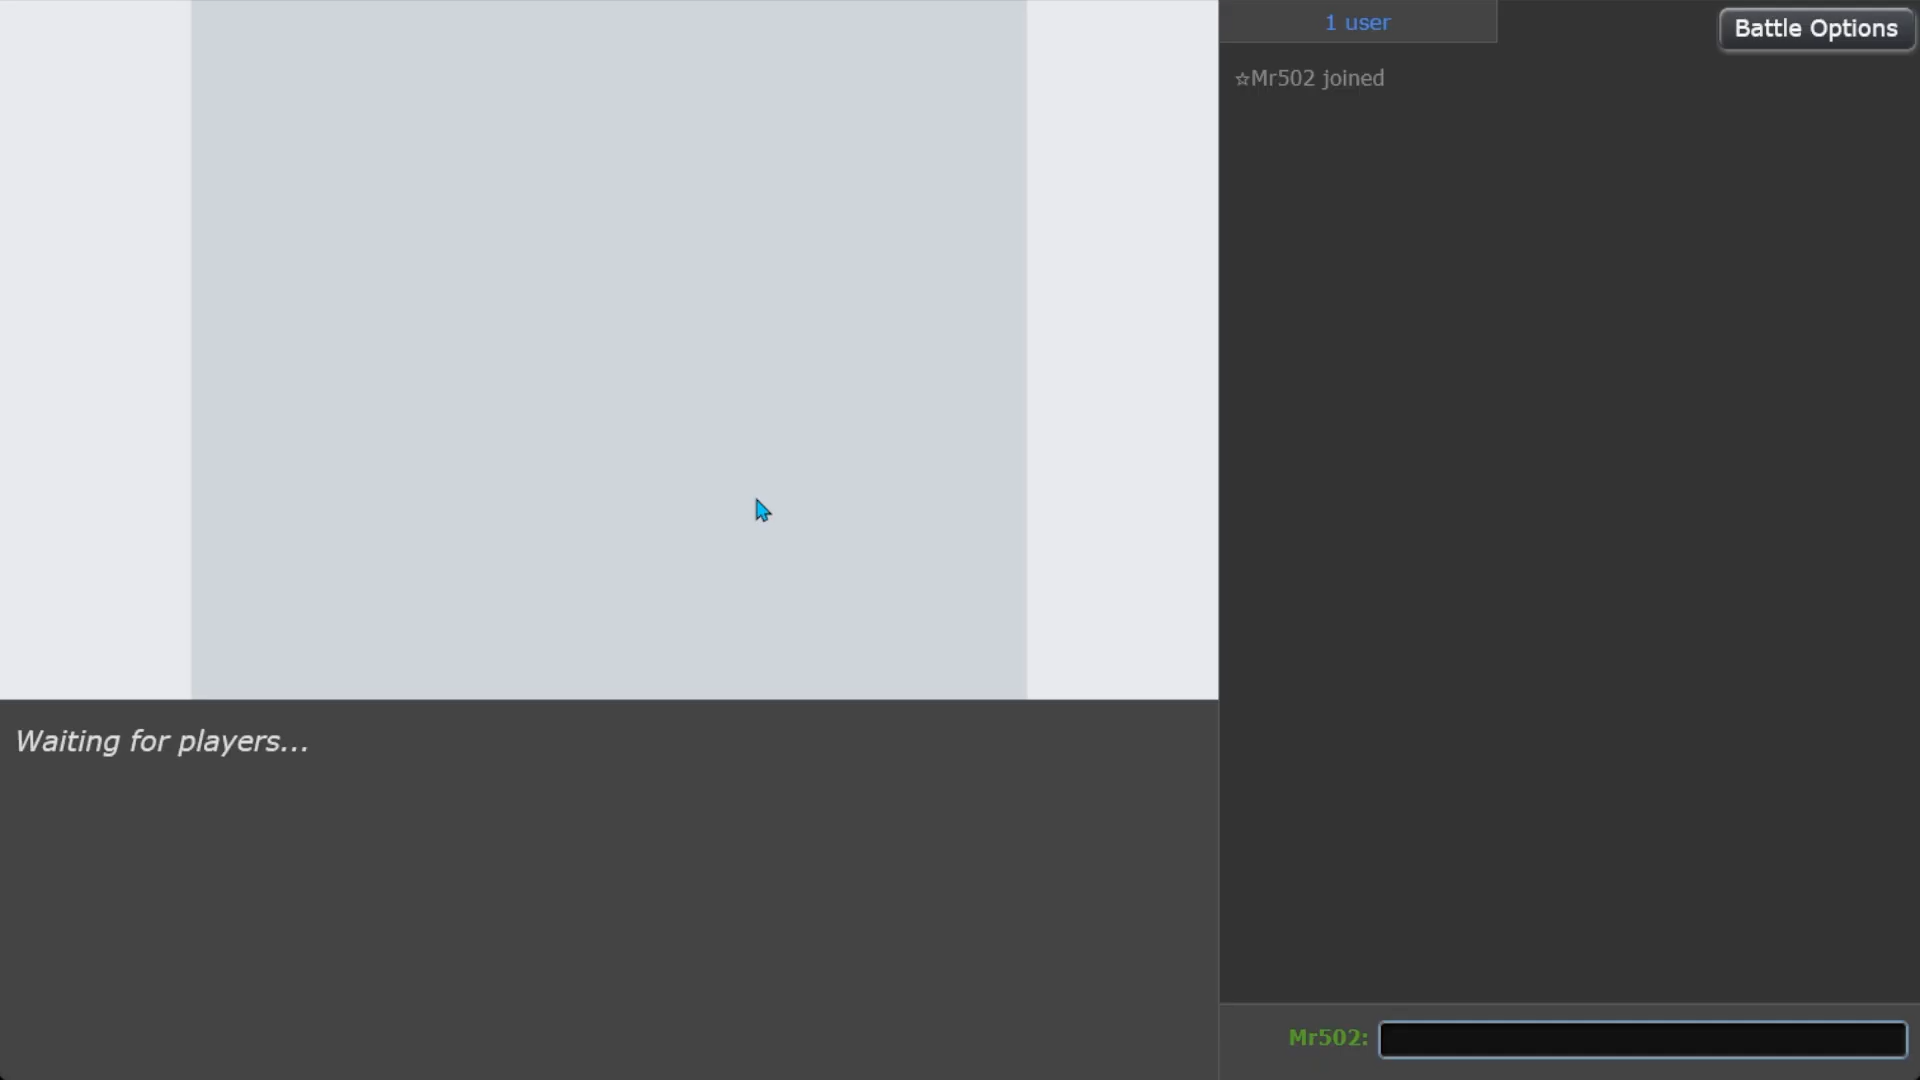 1 user
Battle Options
☆Mr502 joined
Waiting for players...
Mr502: